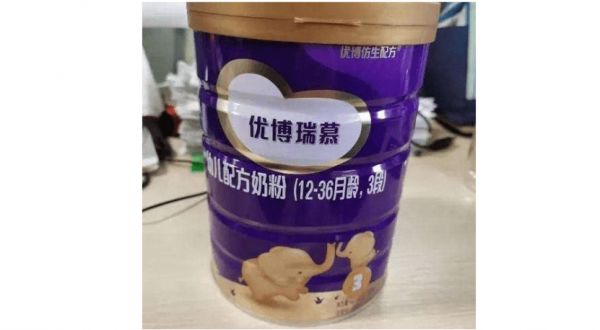 优博仿生配方
优博瑞慕
幼儿配方奶粉 (12-36月龄, 3段)
3